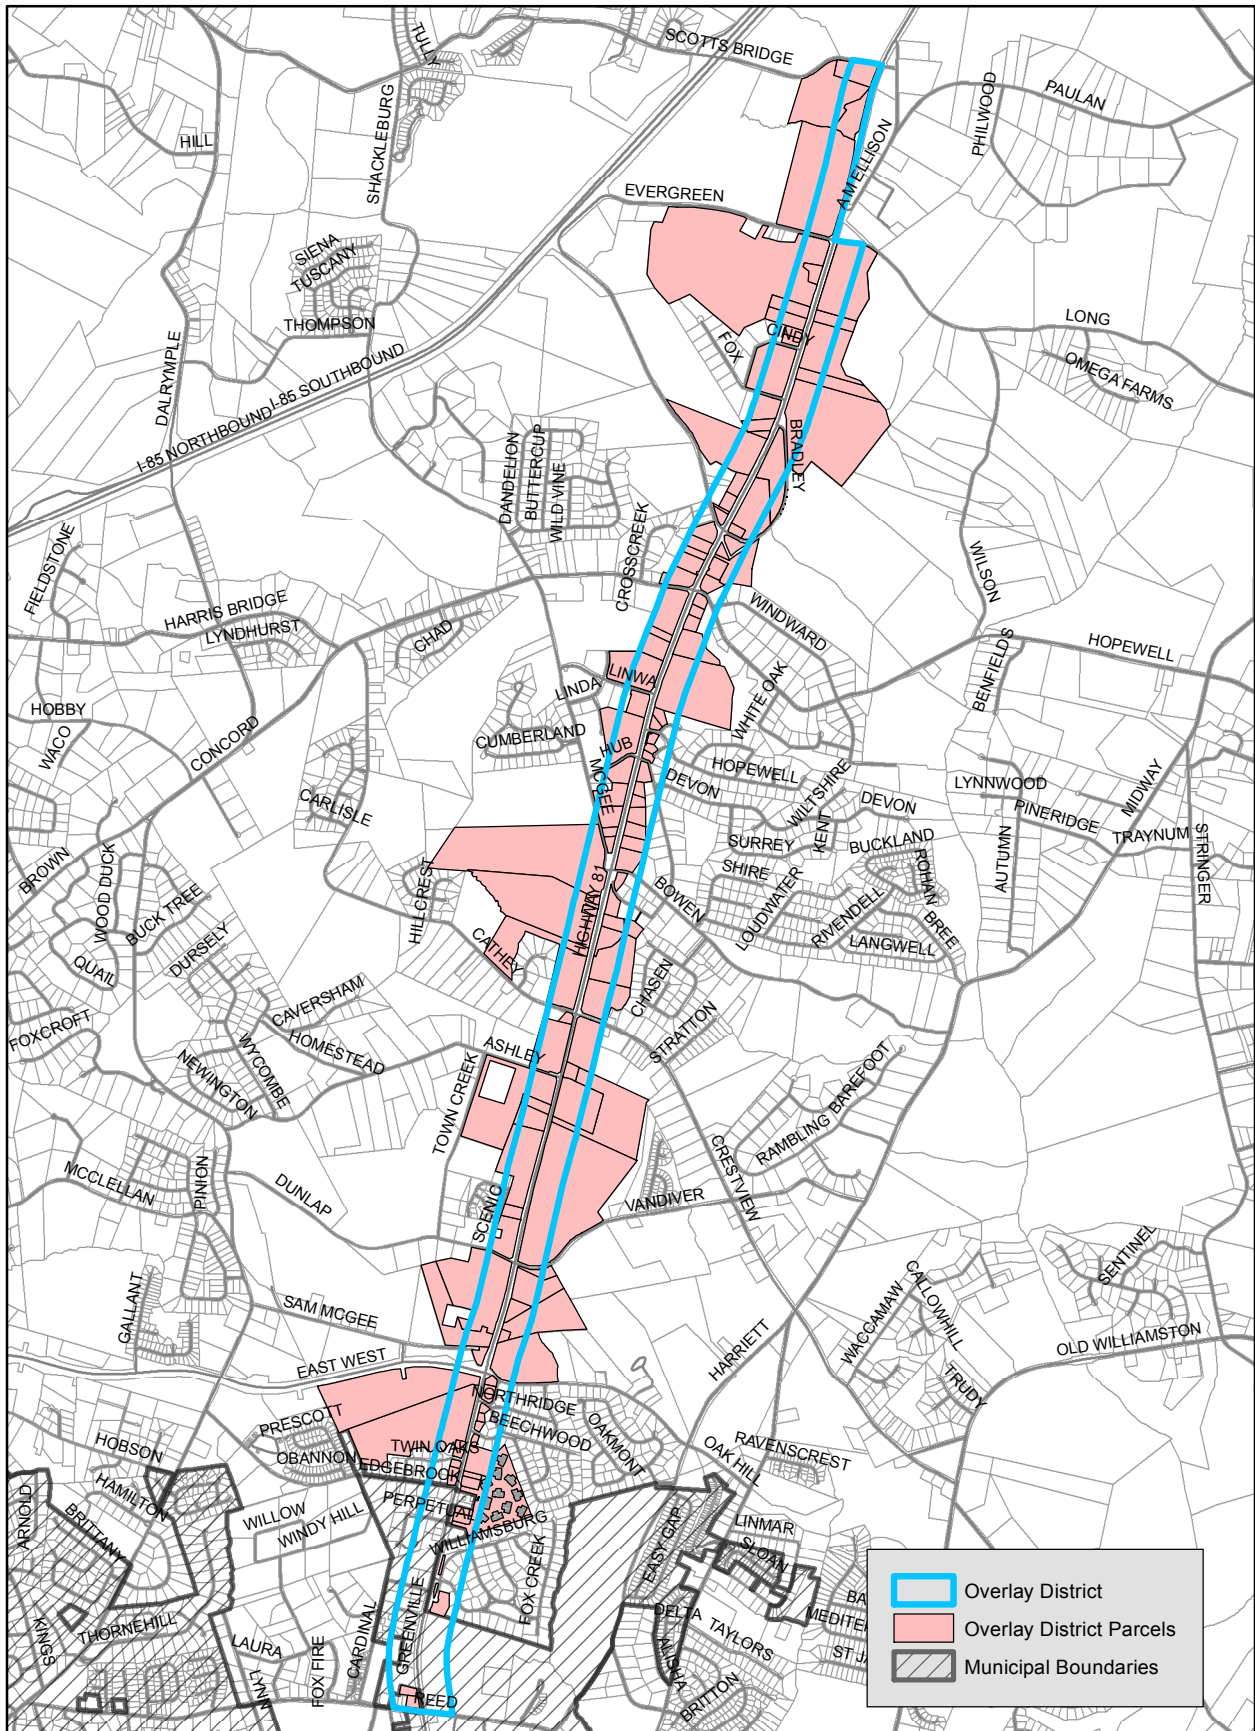 TULLY
SCOTTS BRIDGE
PHILWOOD
PAULAN
HILL
SHACKLEBURG
A M ELLISON
EVERGREEN
SIENA
TUSCANY
THOMPSON
LONG
CINDY
FOX
OMEGA FARMS
DALRYMPLE
I-85 SOUTHBOUND
I-85 NORTHBOUND
BRADLEY
DANDELION
BUTTERCUP
WILD VINE
CROSSCREEK
FIELDSTONE
WILSON
HARRIS BRIDGE
LYNDHURST
CHAD
WINDWARD
BENFIELDS
HOPEWELL
LINWA
LINDA
WHITE OAK
HOBBY
WACO
CONCORD
CUMBERLAND
HUB
MCGEE
HOPEWELL
DEVON
WILTSHIRE
DEVON
LYNNWOOD
MIDWAY
CARLISLE
PINERIDGE
TRAYNUM
STRINGER
SURREY
KENT
BUCKLAND
AUTUMN
BROWN
WOOD DUCK
SHIRE
ROHAN
HILLCREST
HIGHWAY 81
BOWEN
BUCK TREE
LOUDWATER
RIVENDELL
BREE
LANGWELL
QUAIL
DURSELY
CATHEY
CHASEN
CAVERSHAM
FOXCROFT
HOMESTEAD
STRATTON
WYCOMBE
NEWINGTON
ASHLEY
TOWN CREEK
RAMBLING
BAREFOOT
MCCLELLAN
PINION
CRESTVIEW
DUNLAP
SCENIC
VANDIVER
SENTINEL
GALLANT
SAM MCGEE
WACCAMAW
CALLOWHILL
EAST WEST
HARRIETT
OLD WILLIAMSTON
TRUDY
NORTHRIDGE
BEECHWOOD
OAKMONT
PRESCOTT
HOBSON
OBANNON
TWIN OAKS
EDGEBROOK
OAK HILL
RAVENSCREST
ARNOLD
HAMILTON
BRITTANY
WILLOW
WINDY HILL
PERPETUAL
WILLIAMSBURG
EASY GAP
LINMAR
SLOAN
FOX CREEK
KINGS
THORNEHILL
LAURA
LYNN
FOX FIRE
CARDINAL
GREENVILLE
DELTA
TAYLORS
ALISHA
BRITTON
REED
BA
MEDITE
ST JA
Overlay District
Overlay District Parcels
Municipal Boundaries